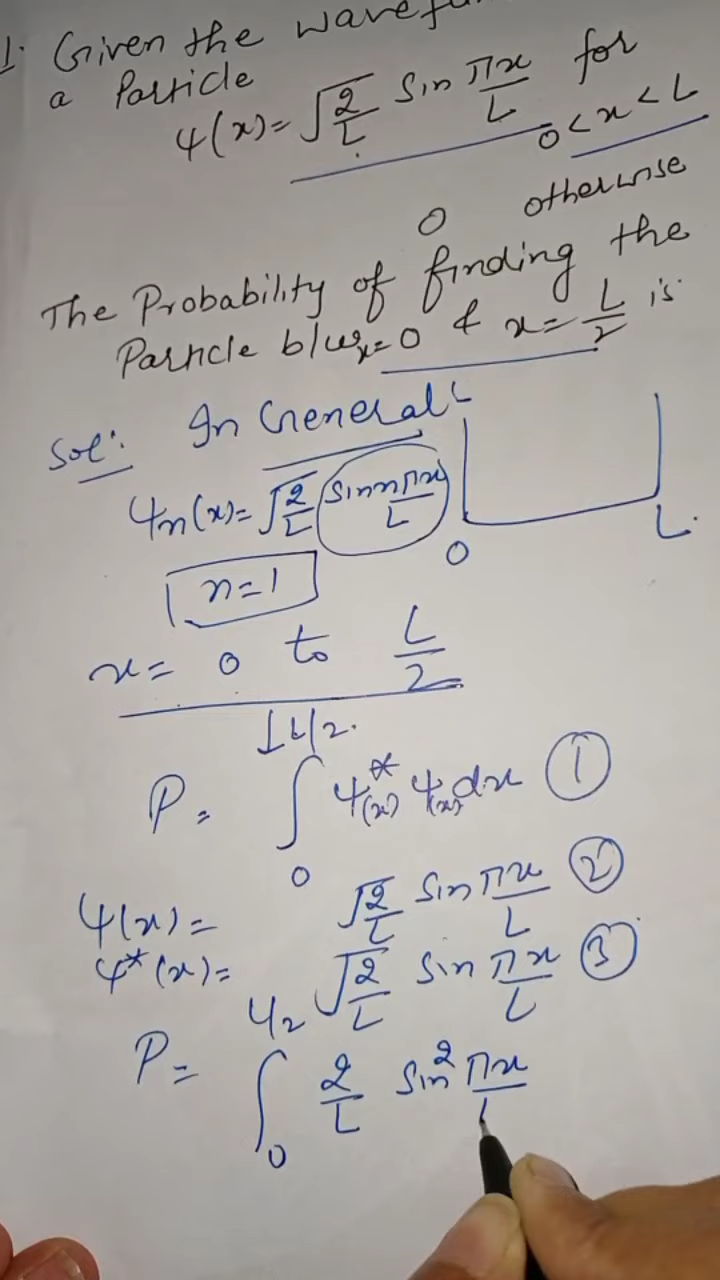 1. Given the wavefun
a Particle
ψ(x)= √2/L Sin πx/L for 0<x<L
0 otherwise
The Probability of finding the
Particle b/w x=0 & x= L/2 is
Sol: In General
ψn(x)= √2/L Sin nπx/L
0 L
n=1
x= 0 to L/2
P= ∫₀^(L/2) ψ*(x) ψ(x) dx ①
ψ(x)= √2/L Sin πx/L ②
ψ*(x)= √2/L Sin πx/L ③
P= ∫₀^(L/2) 2/L Sin² πx/L